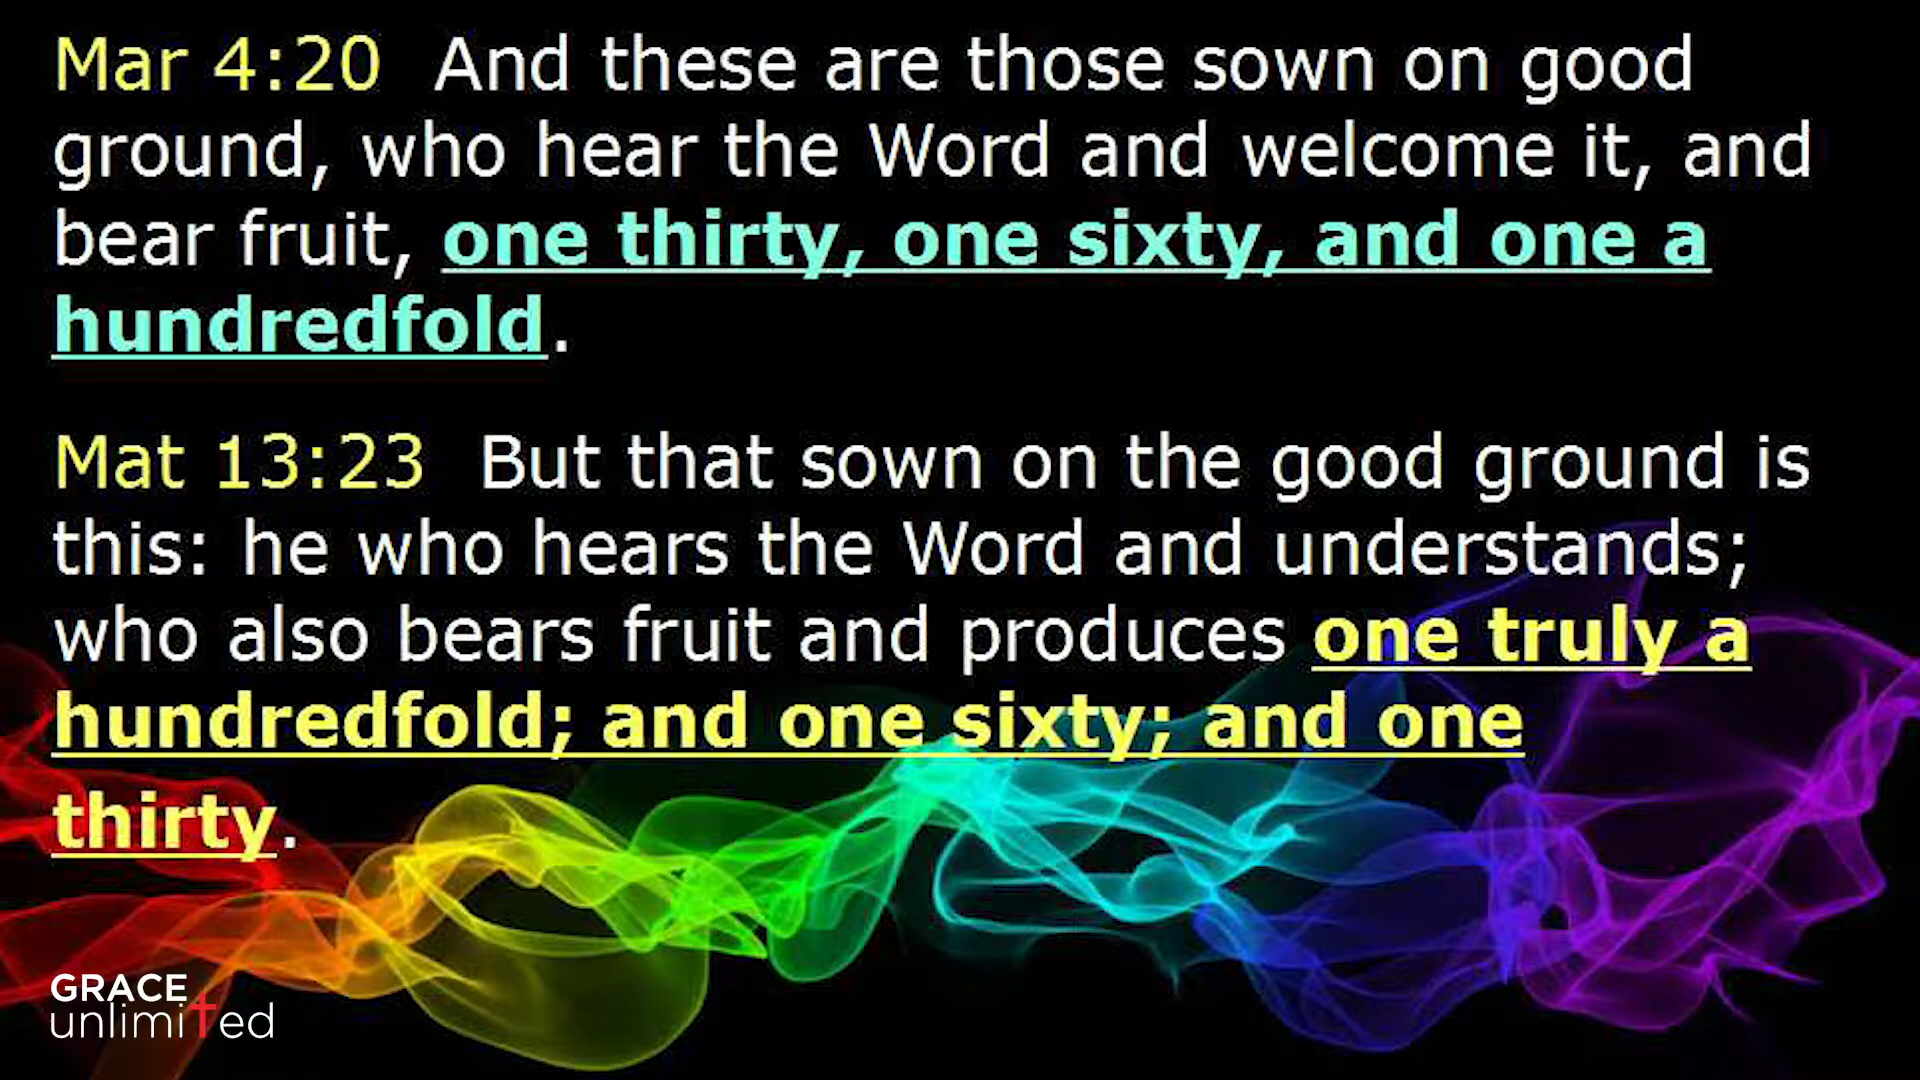 Mar 4:20  And these are those sown on good
ground, who hear the Word and welcome it, and
bear fruit, one thirty, one sixty, and one a
hundredfold.
Mat 13:23  But that sown on the good ground is
this: he who hears the Word and understands;
who also bears fruit and produces one truly a
hundredfold; and one sixty; and one
thirty.
GRACE
unlimited